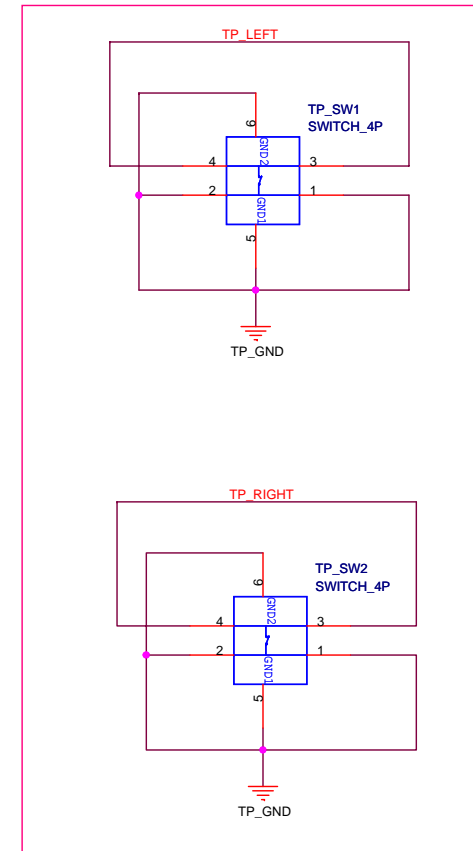 TP_LEFT
TP_SW1
SWITCH_4P
6
GND2
4
3
2
1
GND1
5
TP_GND
TP_RIGHT
TP_SW2
SWITCH_4P
6
GND2
4
3
2
1
GND1
5
TP_GND